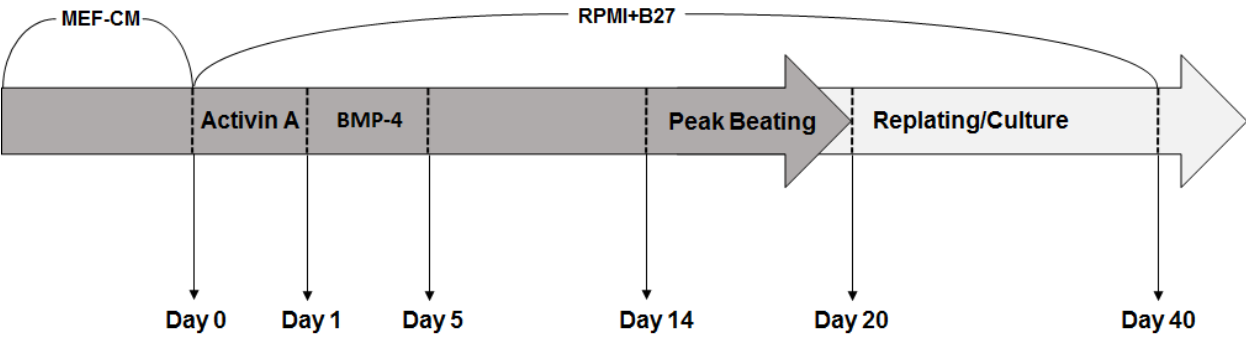 MEF-CM
RPMI+B27
Activin A
BMP-4
Peak Beating
Replating/Culture
Day 0
Day 1
Day 5
Day 14
Day 20
Day 40